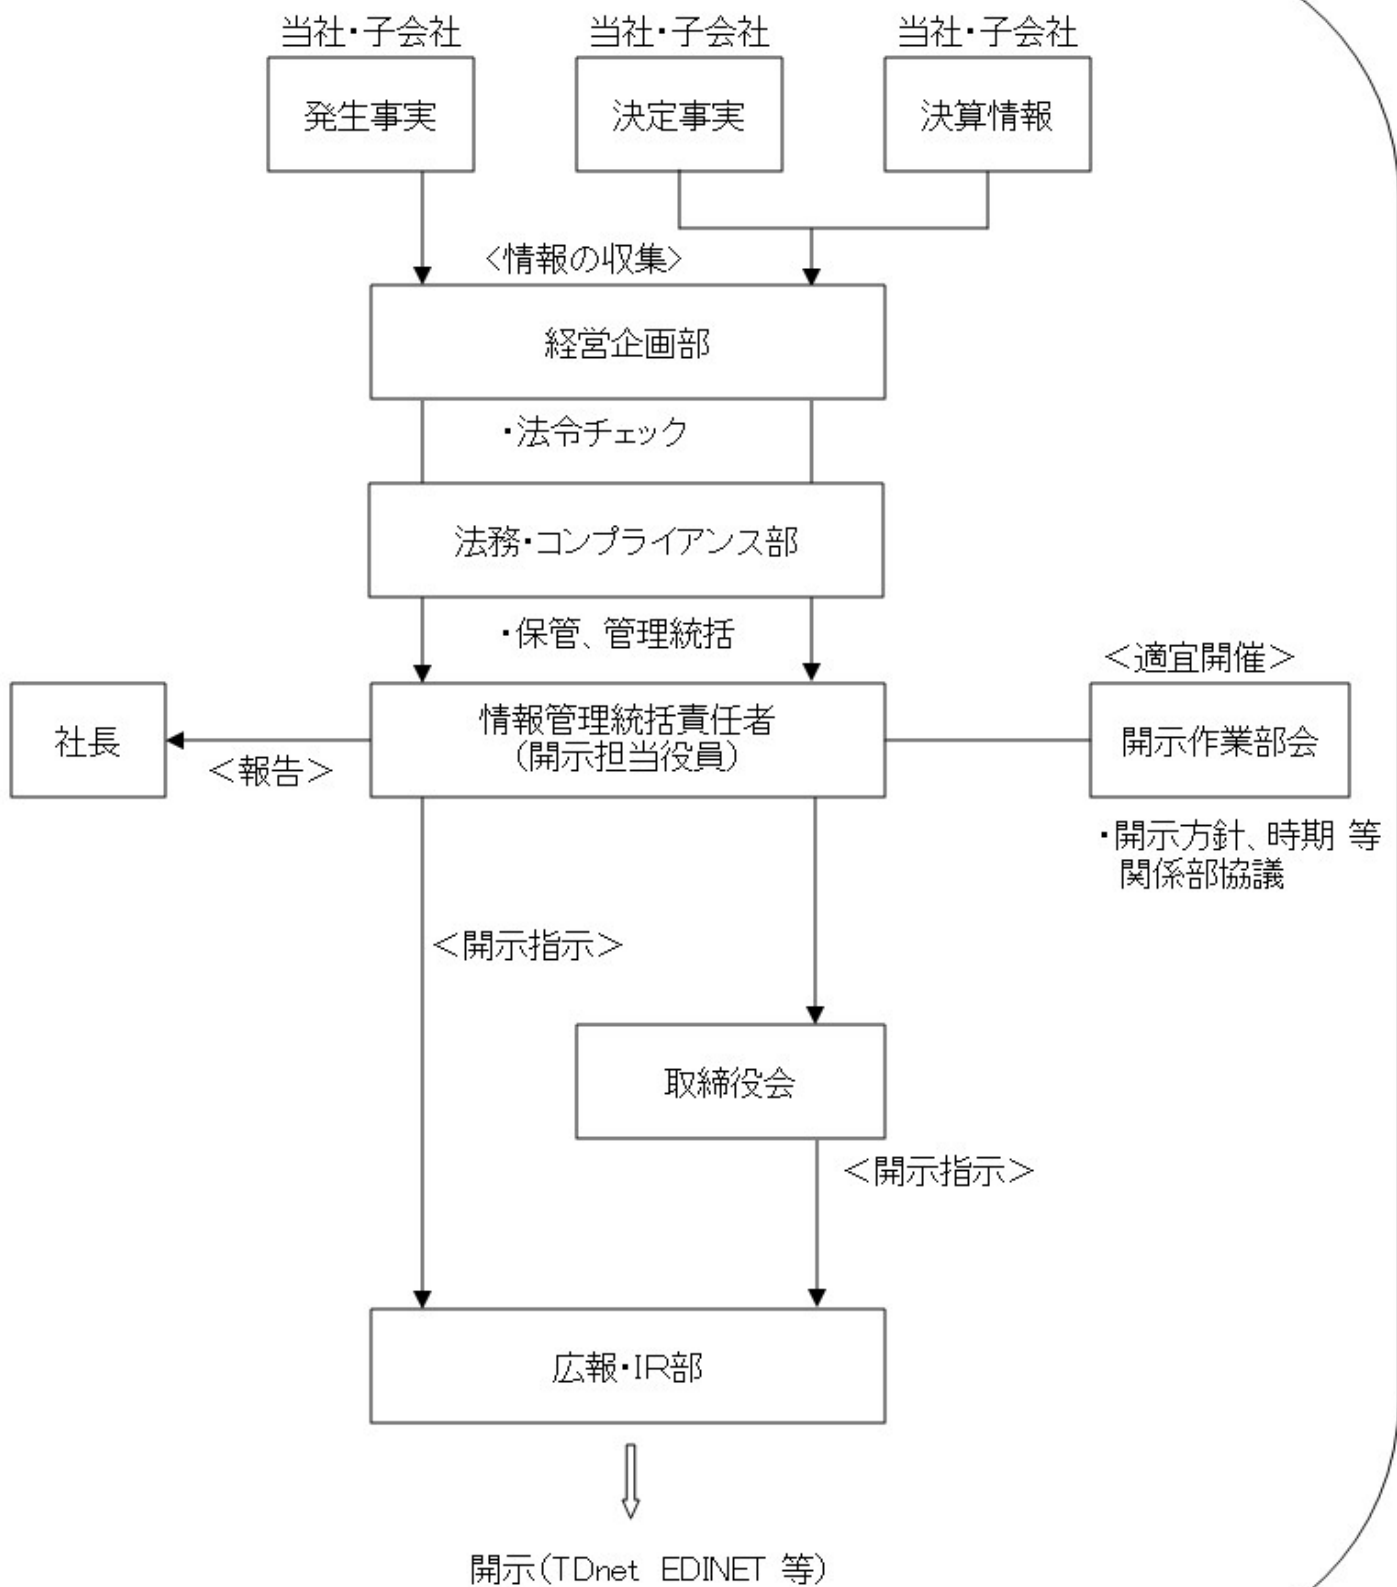 当社・子会社
当社・子会社
当社・子会社
発生事実
決定事実
決算情報
<情報の収集>
経営企画部
・法令チェック
法務・コンプライアンス部
・保管、管理統括
<適宜開催>
社長
情報管理統括責任者
(開示担当役員)
開示作業部会
<報告>
・開示方針、時期 等
関係部協議
<開示指示>
取締役会
<開示指示>
広報・IR部
開示(TDnet EDINET 等)